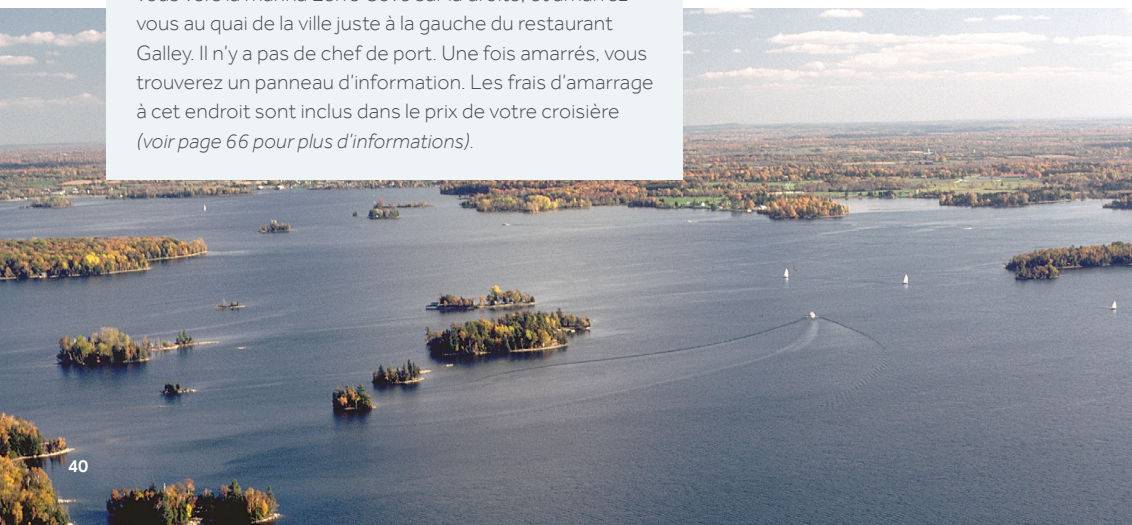 vous au quai de la ville juste à la gauche du restaurant
Galley. Il n'y a pas de chef de port. Une fois amarrés, vous
trouverez un panneau d'information. Les frais d'amarrage
à cet endroit sont inclus dans le prix de votre croisière
(voir page 66 pour plus d'informations).
40